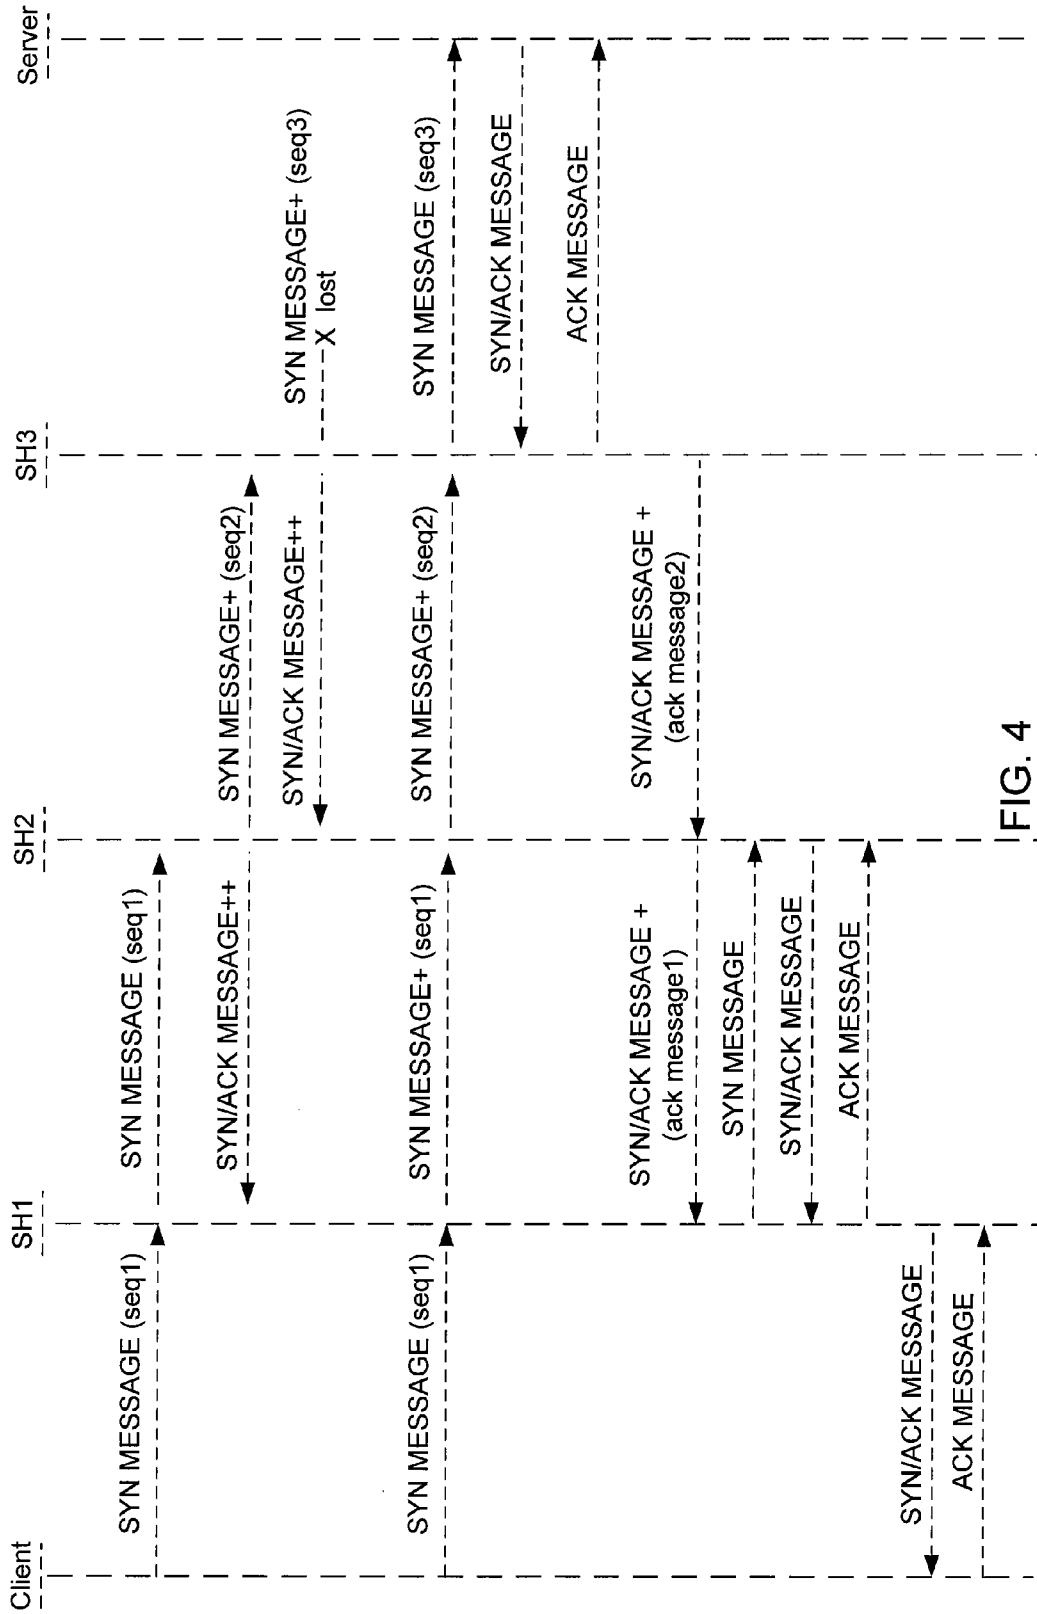 Client
SH1
SH2
SH3
Server
SYN MESSAGE (seq1)
SYN MESSAGE (seq1)
SYN/ACK MESSAGE++
SYN MESSAGE+ (seq2)
SYN/ACK MESSAGE++
SYN MESSAGE+ (seq3)
X lost
SYN MESSAGE (seq1)
SYN MESSAGE+ (seq1)
SYN MESSAGE+ (seq2)
SYN MESSAGE (seq3)
SYN/ACK MESSAGE
ACK MESSAGE
SYN/ACK MESSAGE +
(ack message2)
SYN/ACK MESSAGE +
(ack message1)
SYN MESSAGE
SYN/ACK MESSAGE
ACK MESSAGE
SYN/ACK MESSAGE
ACK MESSAGE
FIG. 4